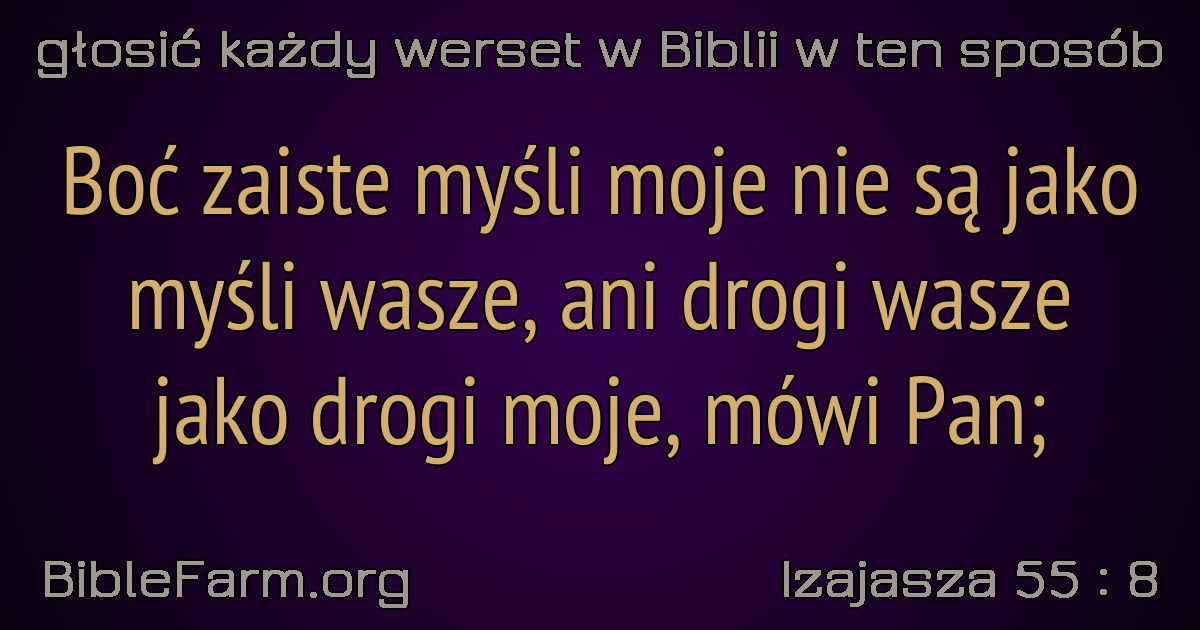 głosić każdy werset w Biblii w ten sposób
Boć zaiste myśli moje nie są jako
myśli wasze, ani drogi wasze
jako drogi moje, mówi Pan;
BibleFarm.org
Izajasza 55 : 8